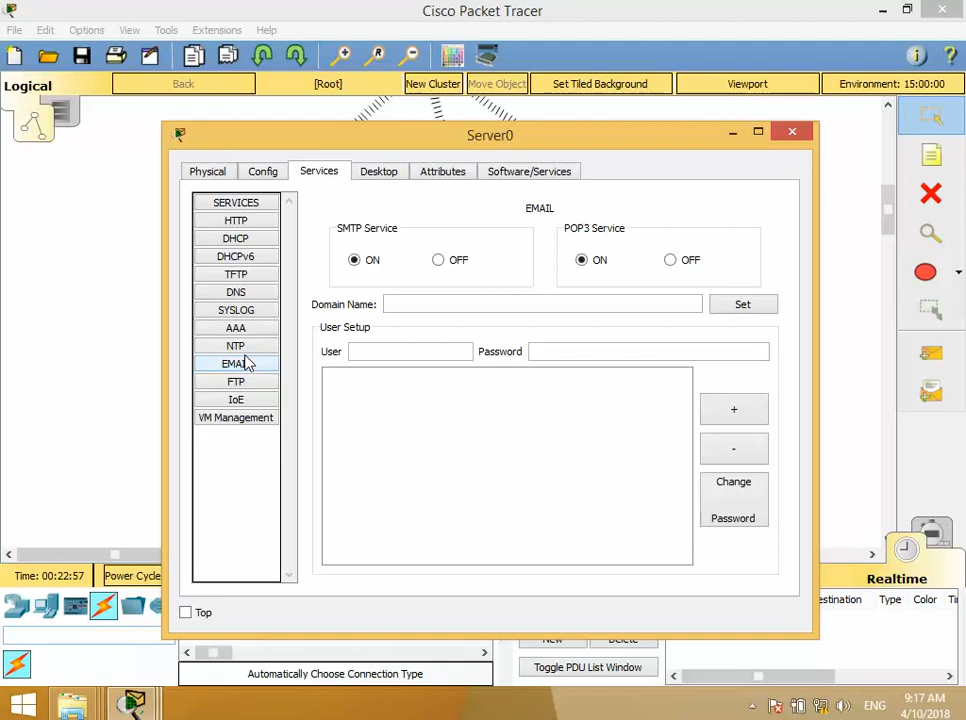 Cisco Packet Tracer
File Edit Options View Tools Extensions Help
Logical Back [Root] New Cluster Move Object Set Tiled Background Viewport Environment: 15:00:00
Server0
Physical Config Services Desktop Attributes Software/Services
SERVICES
HTTP
DHCP
DHCPv6
TFTP
DNS
SYSLOG
AAA
NTP
EMAIL
FTP
IoE
VM Management
EMAIL
SMTP Service
ON OFF
POP3 Service
ON OFF
Domain Name: Set
User Setup
User Password
+
-
Change
Password
Top
Time: 00:22:57 Power Cycle
Realtime
Type Color
New Delete
Toggle PDU List Window
Automatically Choose Connection Type
ENG
9:17 AM
4/10/2018